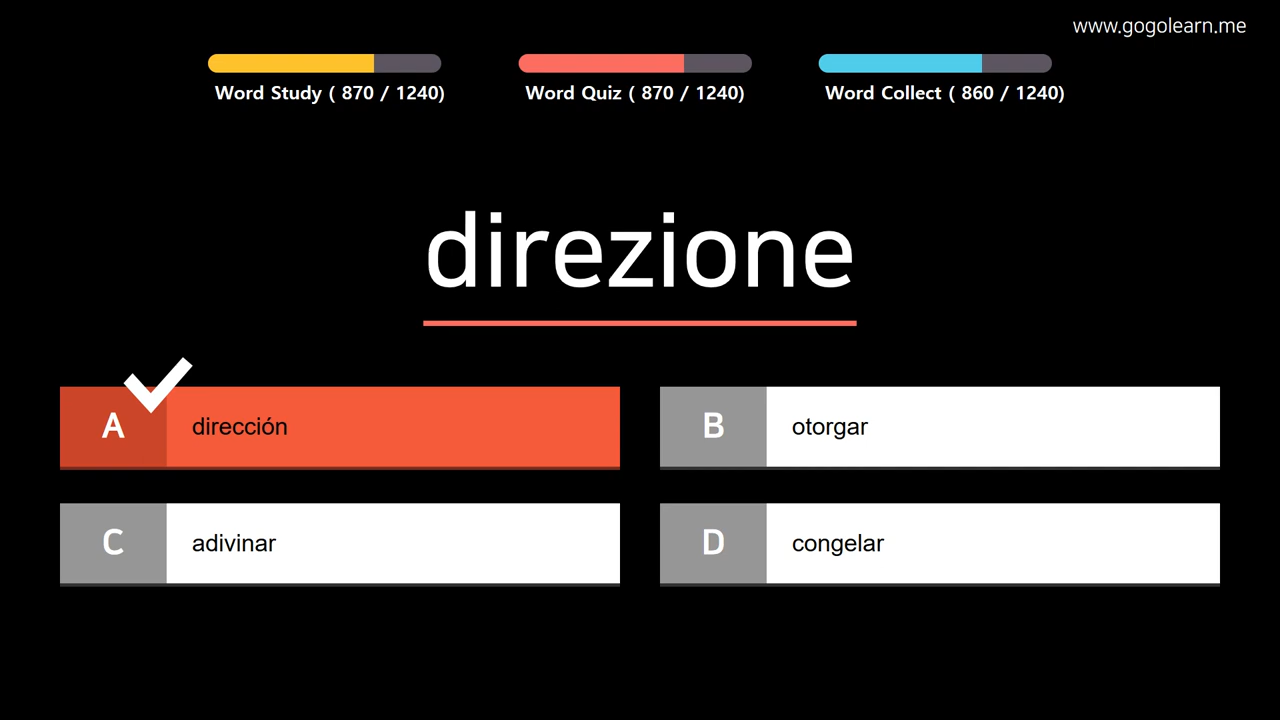 www.gogolearn.me
Word Study ( 870 / 1240)
Word Quiz ( 870 / 1240)
Word Collect ( 860 / 1240)
direzione
A dirección
B otorgar
C adivinar
D congelar